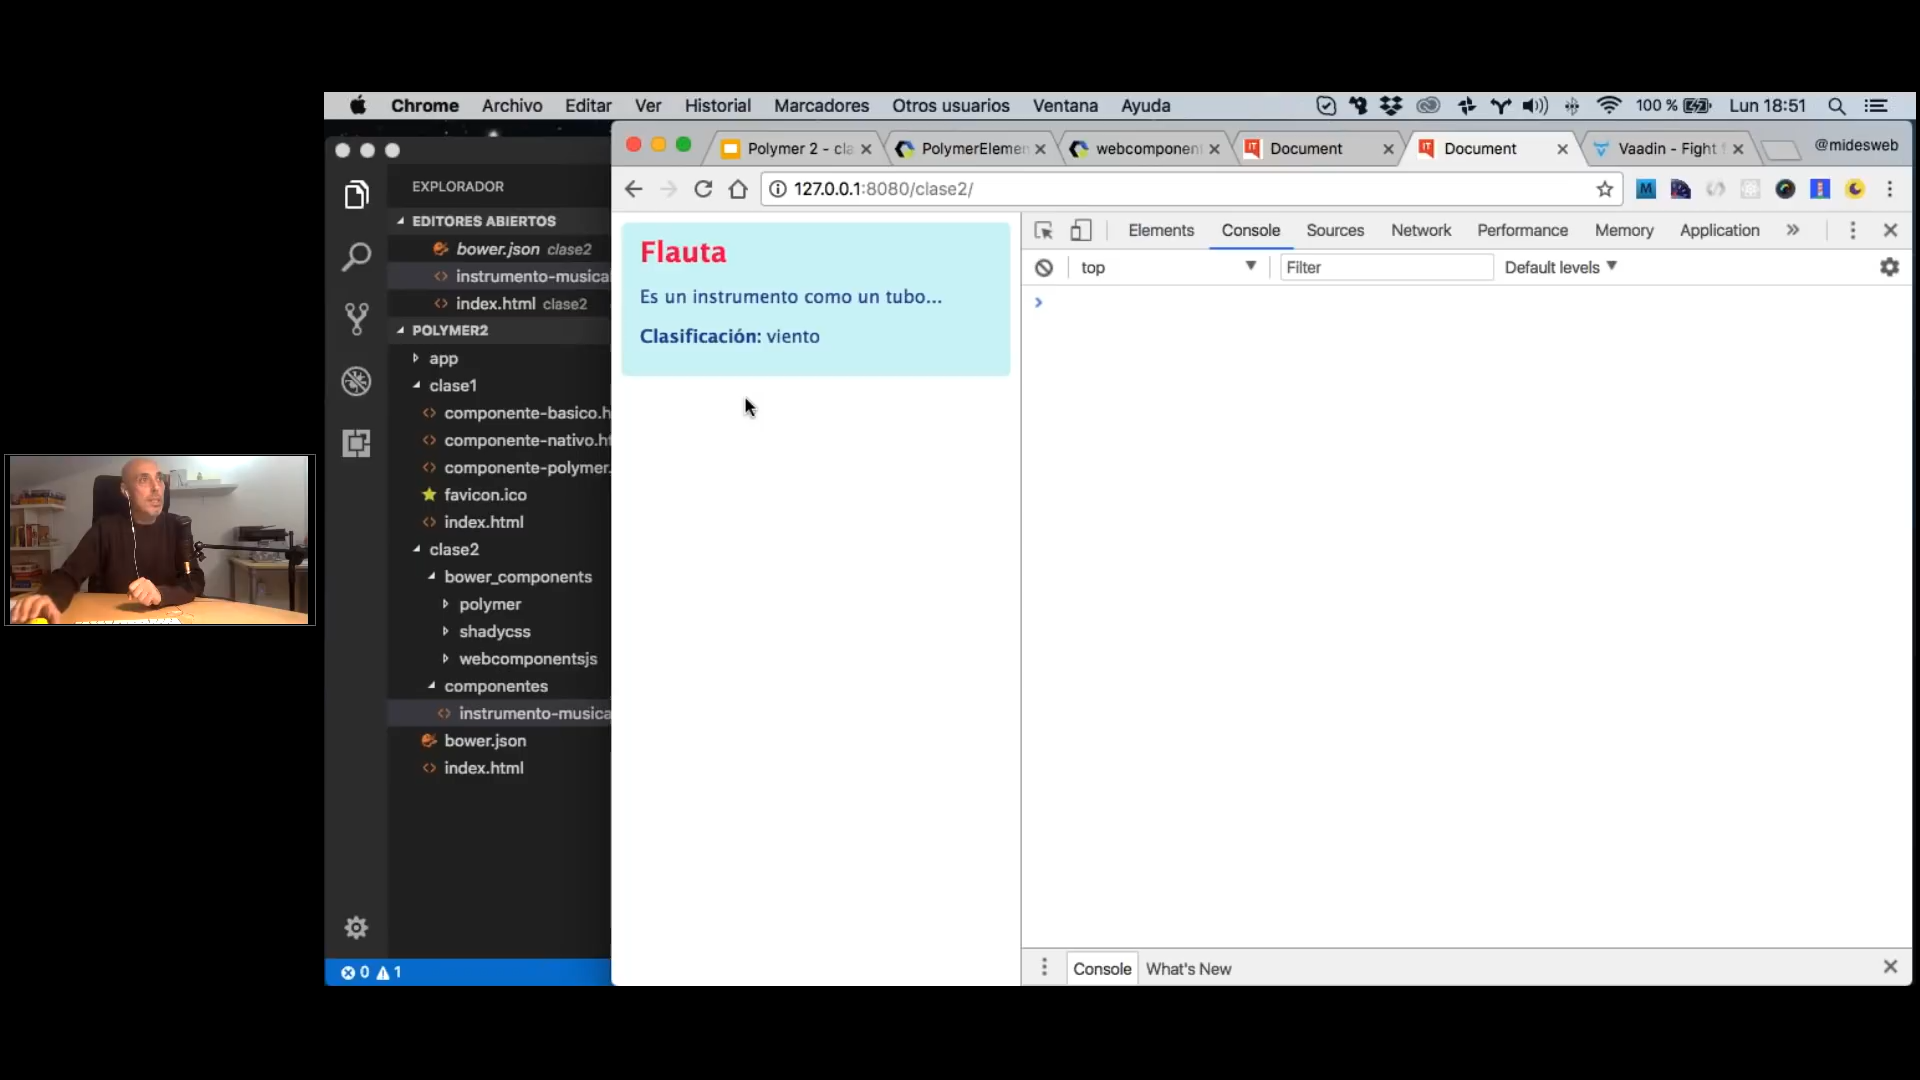 Chrome Archivo Editar Ver Historial Marcadores Otros usuarios Ventana Ayuda 100 % Lun 18:51
Polymer 2 - cla PolymerElemen webcomponent Document Document Vaadin - Fight f @midesweb
127.0.0.1:8080/clase2/
EXPLORADOR
EDITORES ABIERTOS
bower.json clase2
instrumento-musical
index.html clase2
POLYMER2
app
clase1
componente-basico.h
componente-nativo.ht
componente-polymer.
favicon.ico
index.html
clase2
bower_components
polymer
shadycss
webcomponentsjs
componentes
instrumento-musica
bower.json
index.html
0 1
Flauta
Es un instrumento como un tubo...
Clasificación: viento
Elements Console Sources Network Performance Memory Application »
top Filter Default levels
Console What's New